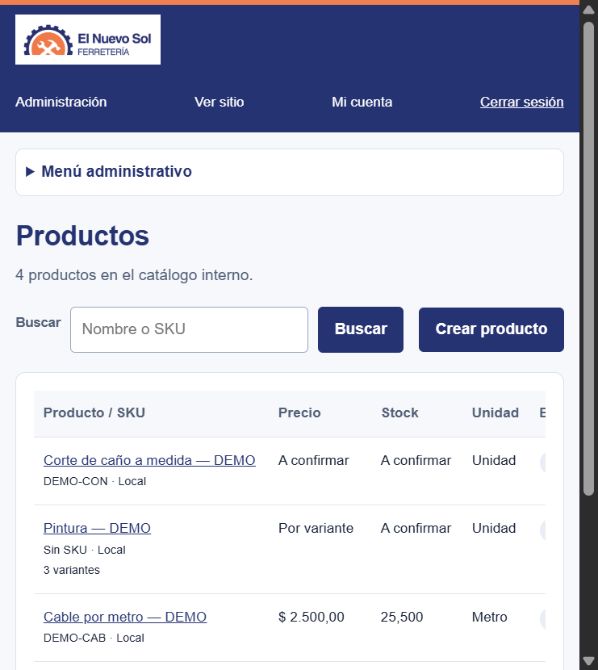 El Nuevo Sol
FERRETERÍA
Administración Ver sitio Mi cuenta Cerrar sesión
Menú administrativo
Productos
4 productos en el catálogo interno.
Buscar Nombre o SKU Buscar Crear producto
Producto / SKU Precio Stock Unidad E
Corte de caño a medida — DEMO A confirmar A confirmar Unidad
DEMO-CON · Local
Pintura — DEMO Por variante A confirmar Unidad
Sin SKU · Local
3 variantes
Cable por metro — DEMO $ 2.500,00 25,500 Metro
DEMO-CAB · Local